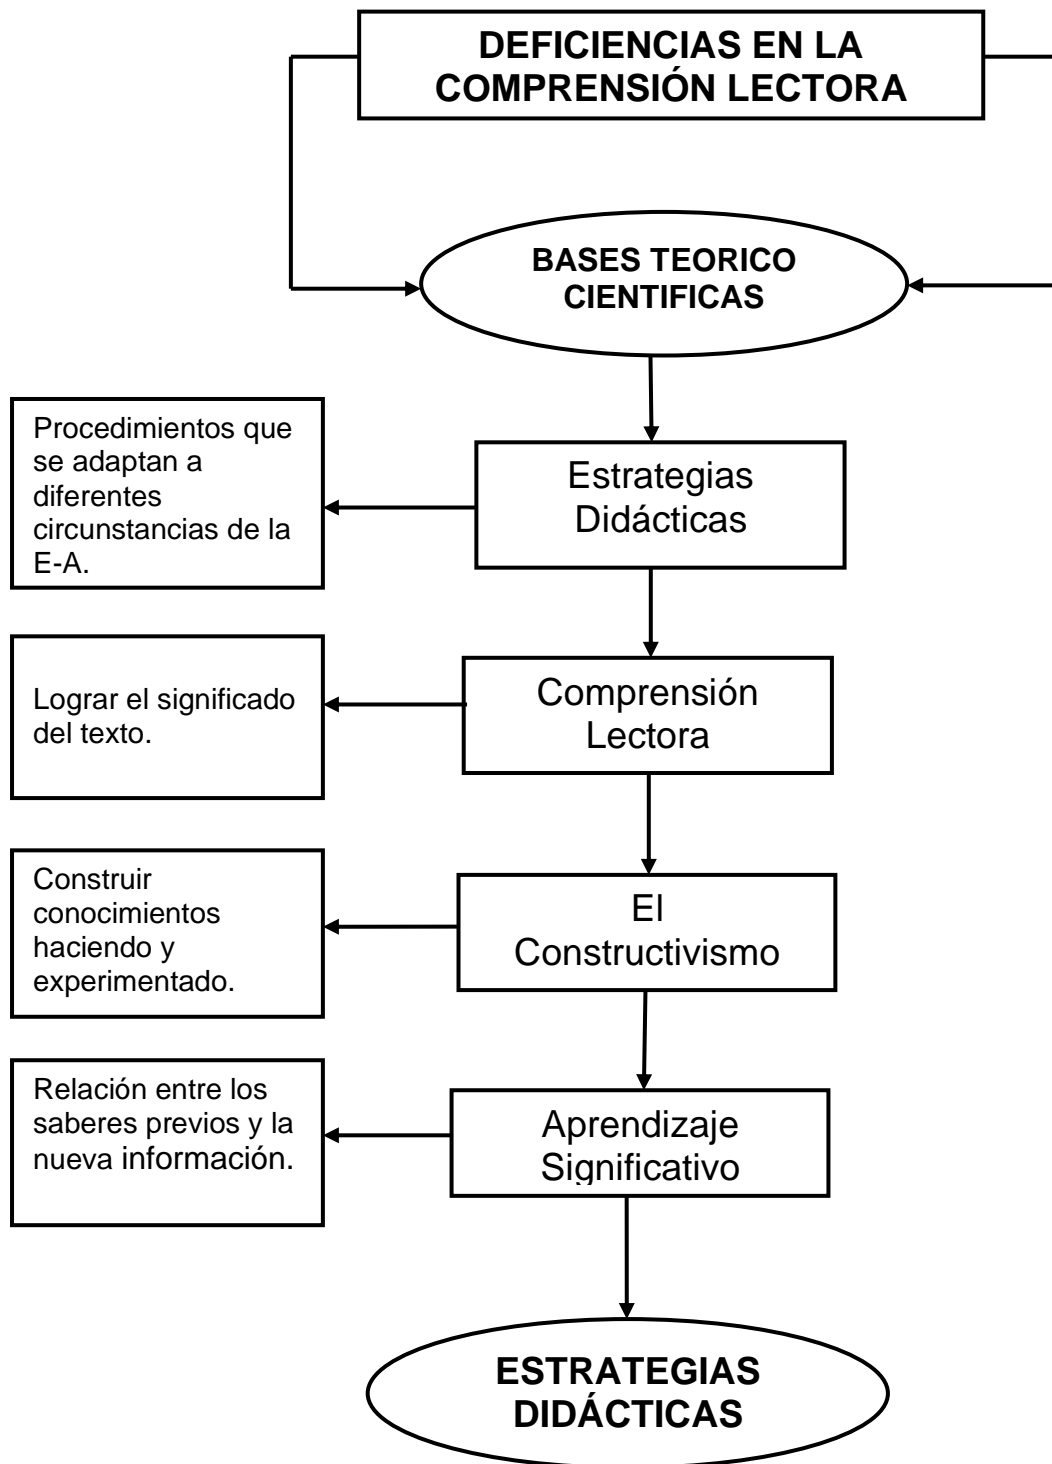 DEFICIENCIAS EN LA
COMPRENSIÓN LECTORA
BASES TEORICO
CIENTIFICAS
Procedimientos que
se adaptan a
diferentes
circunstancias de la
E-A.
Estrategias
Didácticas
Lograr el significado
del texto.
Comprensión
Lectora
Construir
conocimientos
haciendo y
experimentado.
El
Constructivismo
Relación entre los
saberes previos y la
nueva información.
Aprendizaje
Significativo
ESTRATEGIAS
DIDÁCTICAS